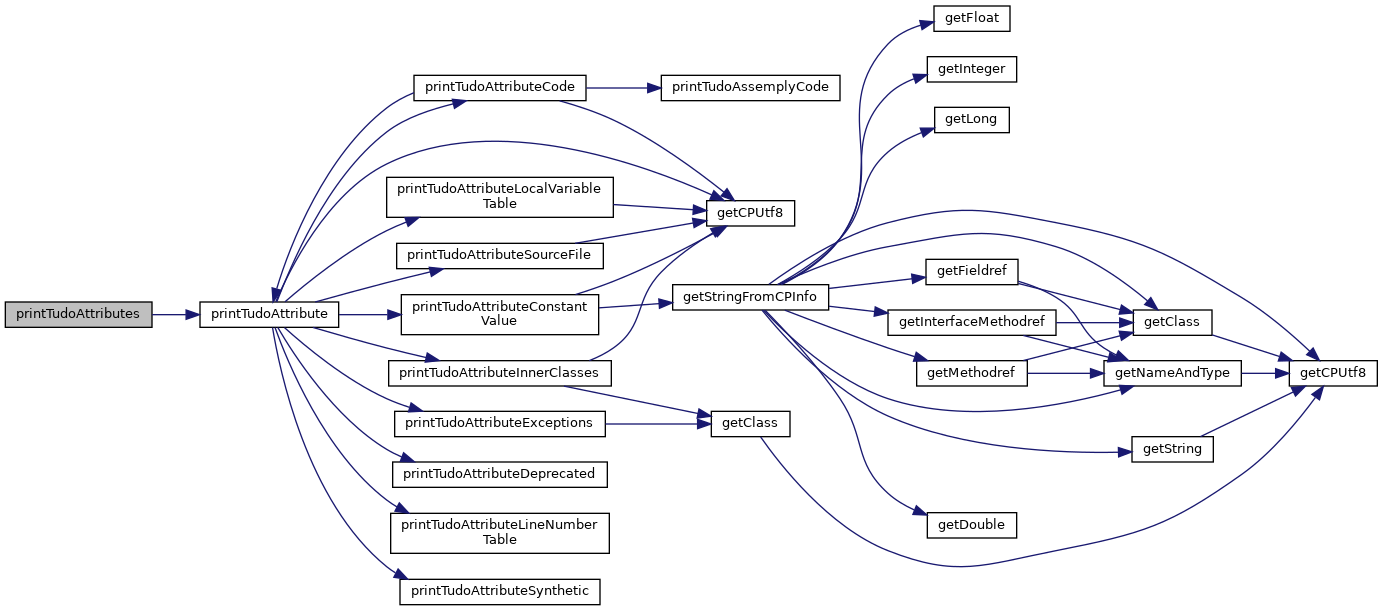 printTudoAttributes
printTudoAttribute
printTudoAttributeCode
printTudoAttributeLocalVariable
Table
printTudoAttributeSourceFile
printTudoAttributeConstant
Value
printTudoAttributeInnerClasses
printTudoAttributeExceptions
printTudoAttributeDeprecated
printTudoAttributeLineNumber
Table
printTudoAttributeSynthetic
printTudoAssemplyCode
getCPUtf8
getStringFromCPInfo
getClass
getFloat
getInteger
getLong
getFieldref
getInterfaceMethodref
getMethodref
getDouble
getClass
getNameAndType
getString
getCPUtf8